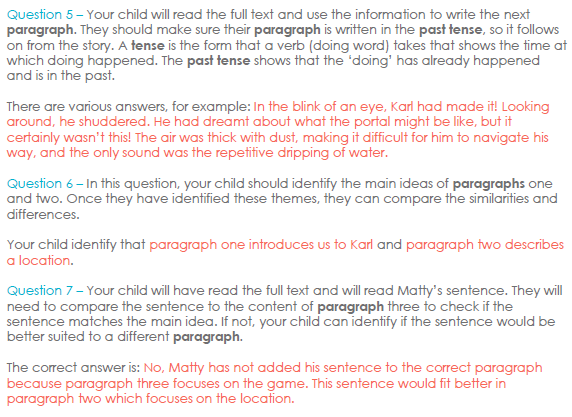 Question 5 – Your child will read the full text and use the information to write the next
paragraph. They should make sure their paragraph is written in the past tense, so it follows
on from the story. A tense is the form that a verb (doing word) takes that shows the time at
which doing happened. The past tense shows that the ‘doing’ has already happened
and is in the past.
There are various answers, for example: In the blink of an eye, Karl had made it! Looking
around, he shuddered. He had dreamt about what the portal might be like, but it
certainly wasn’t this! The air was thick with dust, making it difficult for him to navigate his
way, and the only sound was the repetitive dripping of water.
Question 6 – In this question, your child should identify the main ideas of paragraphs one
and two. Once they have identified these themes, they can compare the similarities and
differences.
Your child identify that paragraph one introduces us to Karl and paragraph two describes
a location.
Question 7 – Your child will have read the full text and will read Matty’s sentence. They will
need to compare the sentence to the content of paragraph three to check if the
sentence matches the main idea. If not, your child can identify if the sentence would be
better suited to a different paragraph.
The correct answer is: No, Matty has not added his sentence to the correct paragraph
because paragraph three focuses on the game. This sentence would fit better in
paragraph two which focuses on the location.